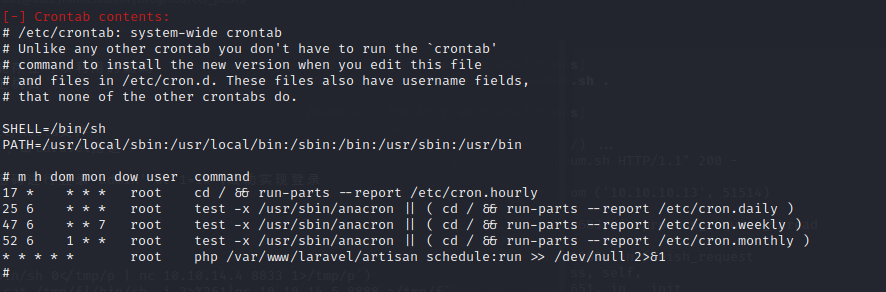 [-] Crontab contents:
# /etc/crontab: system-wide crontab
# Unlike any other crontab you don't have to run the `crontab'
# command to install the new version when you edit this file
# and files in /etc/cron.d. These files also have username fields,
# that none of the other crontabs do.
SHELL=/bin/sh
PATH=/usr/local/sbin:/usr/local/bin:/sbin:/bin:/usr/sbin:/usr/bin
# m h dom mon dow user  command
17 *    * * *   root    cd / && run-parts --report /etc/cron.hourly
25 6    * * *   root    test -x /usr/sbin/anacron || ( cd / && run-parts --report /etc/cron.daily )
47 6    * * 7   root    test -x /usr/sbin/anacron || ( cd / && run-parts --report /etc/cron.weekly )
52 6    1 * *   root    test -x /usr/sbin/anacron || ( cd / && run-parts --report /etc/cron.monthly )
* * * * *       root    php /var/www/laravel/artisan schedule:run >> /dev/null 2>&1
#